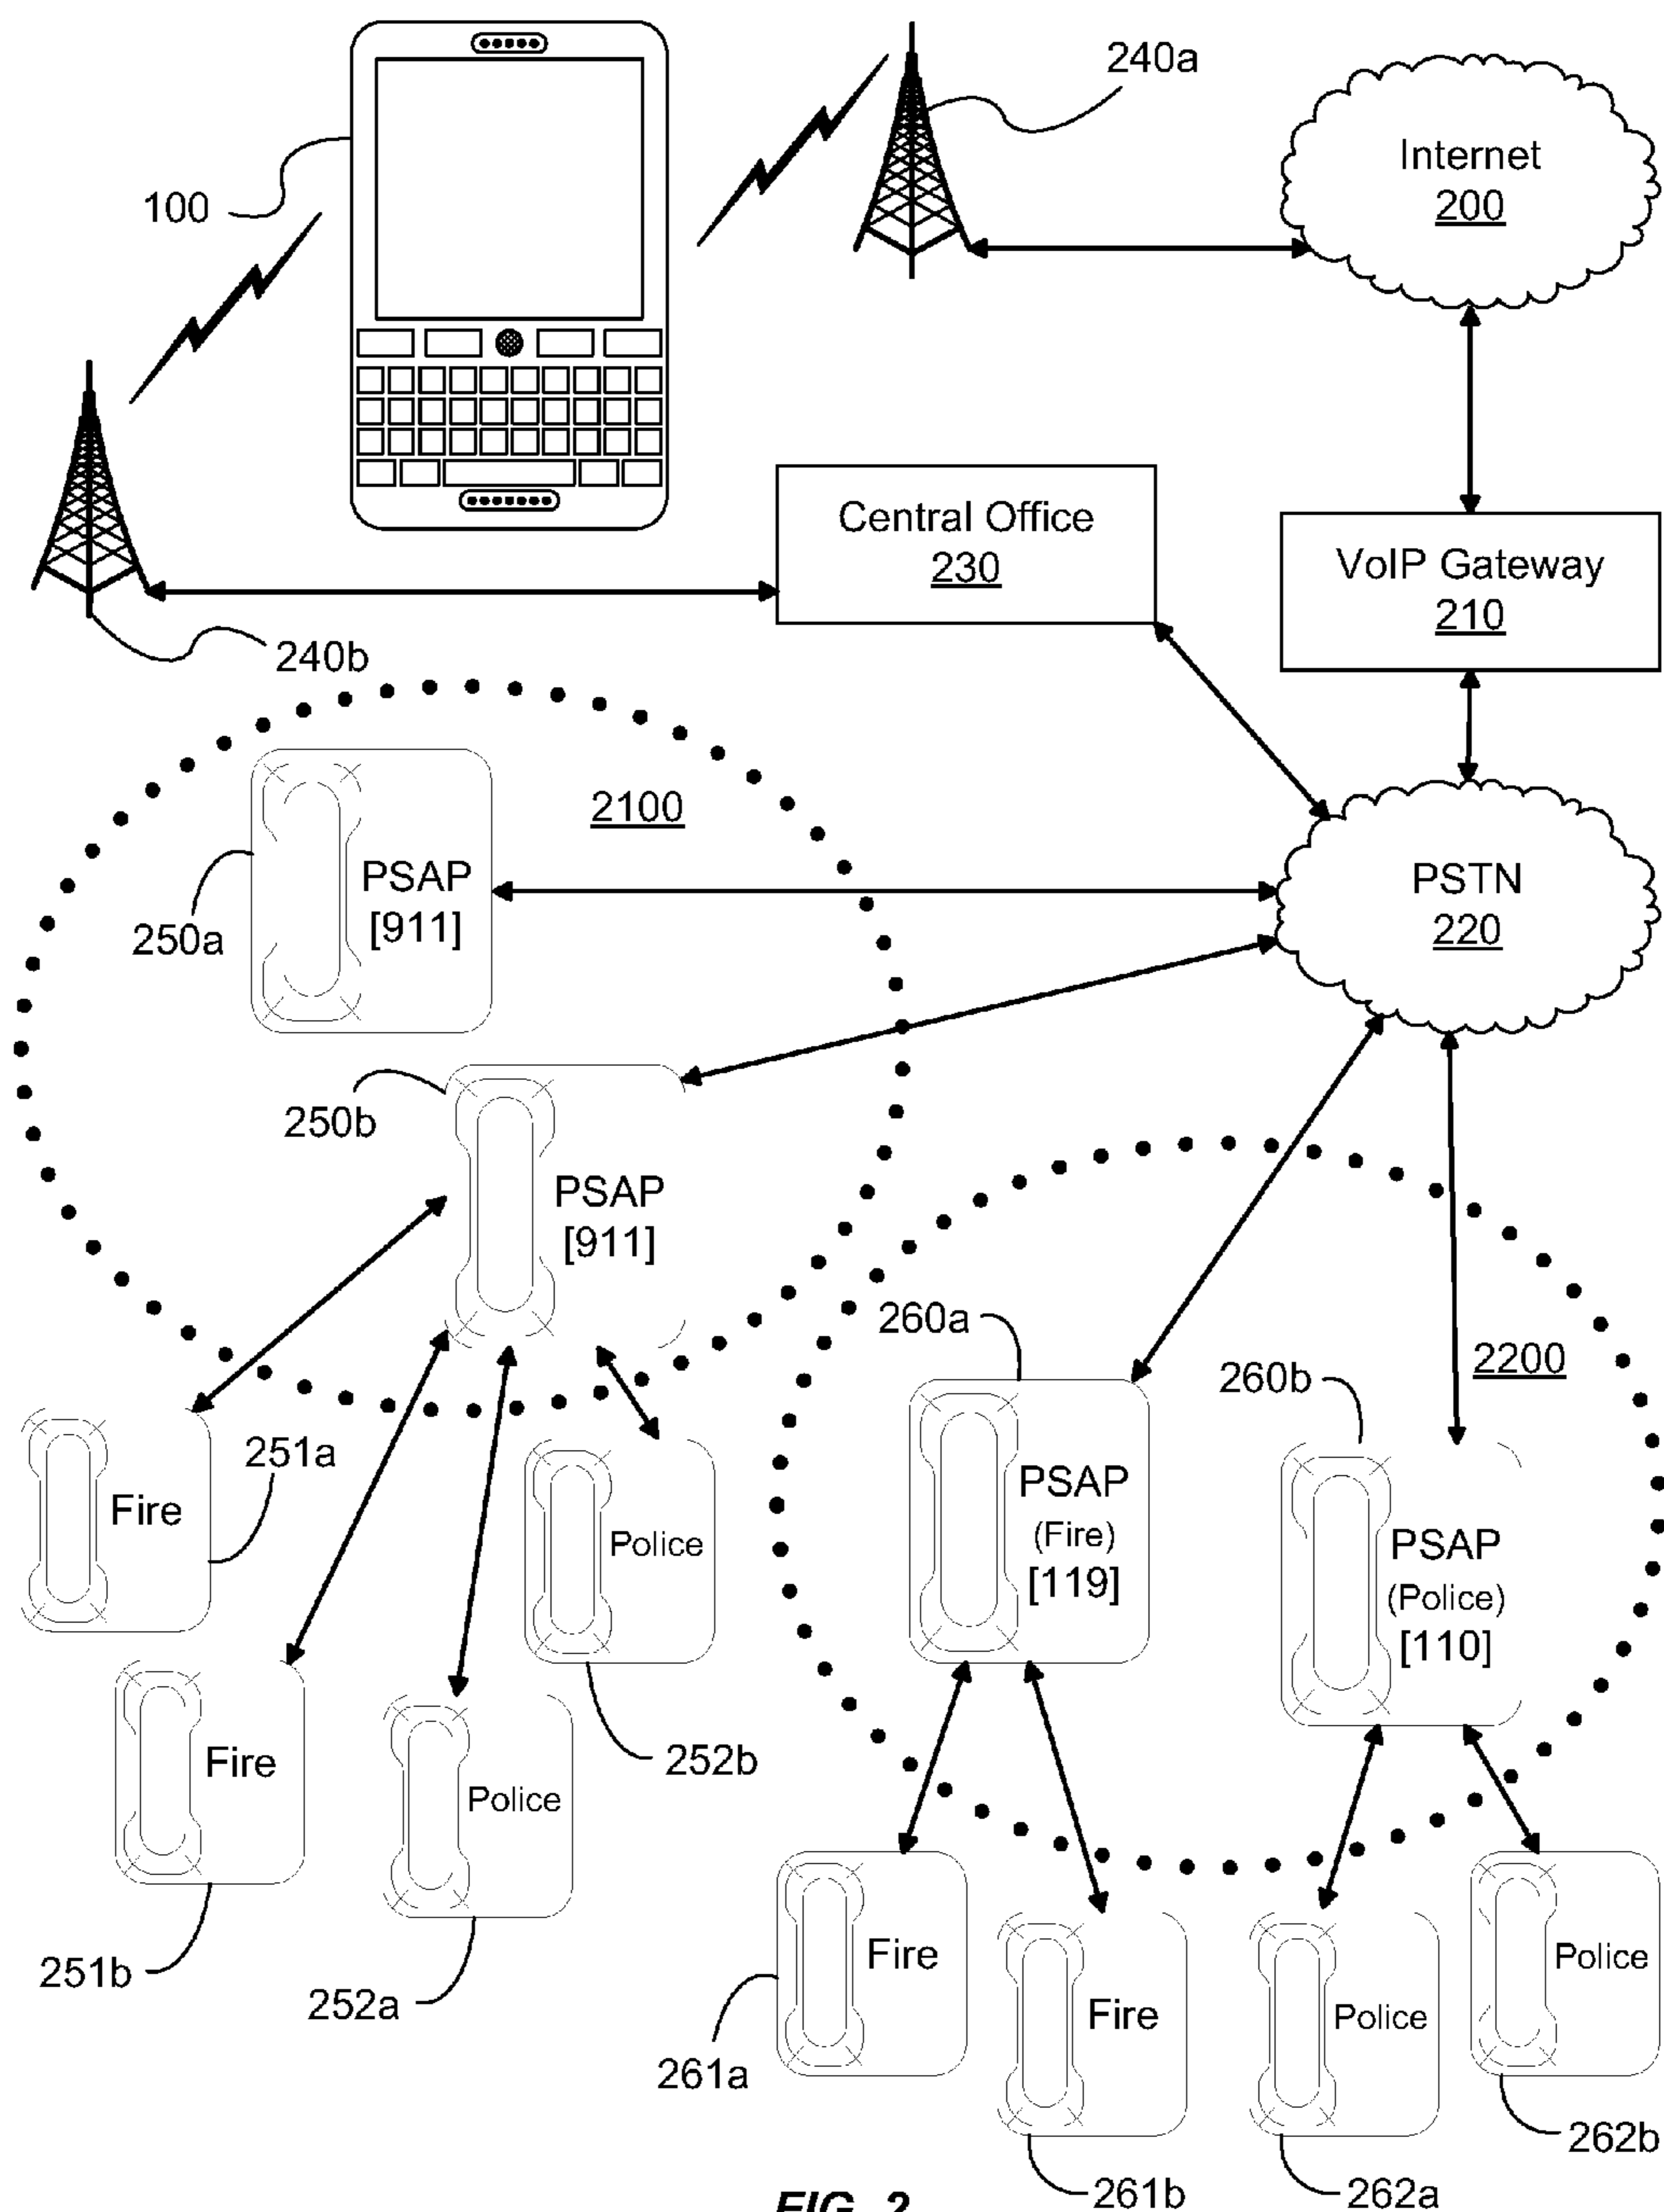 240a
Internet
200
100
Central Office
230
VoIP Gateway
210
240b
2100
PSAP
[911]
250a
PSTN
220
250b
PSAP
[911]
260a
2200
260b
251a
Fire
PSAP
(Fire)
[119]
Police
PSAP
(Police)
[110]
252b
Fire
Police
251b
252a
Fire
Police
Fire
Police
261a
262b
261b
262a
FIG. 2